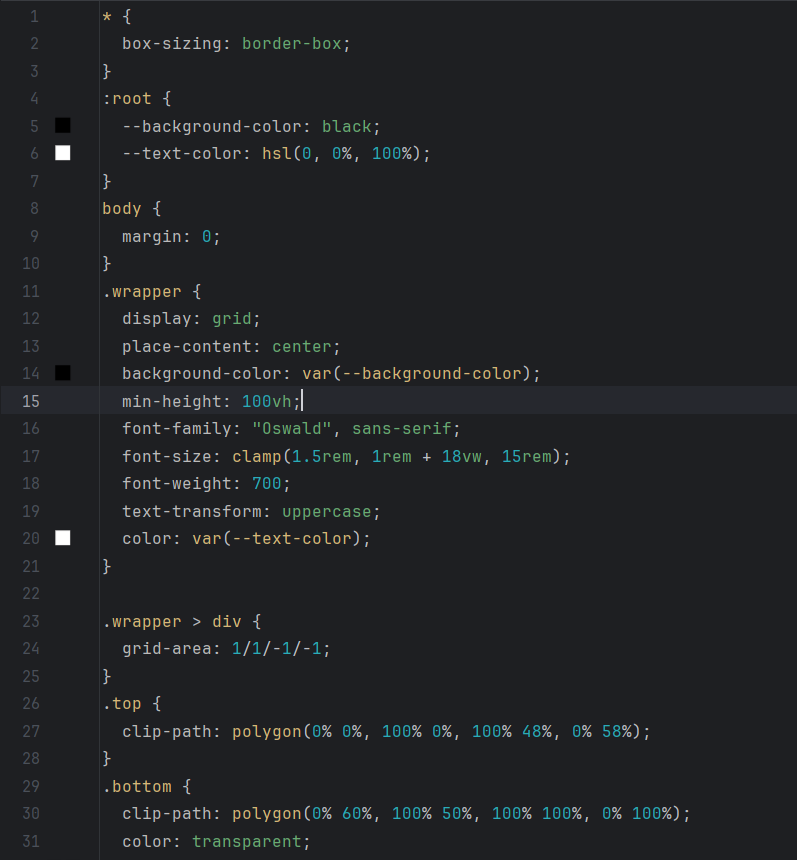 1 * {
2 box-sizing: border-box;
3 }
4 :root {
5 --background-color: black;
6 --text-color: hsl(0, 0%, 100%);
7 }
8 body {
9 margin: 0;
10 }
11 .wrapper {
12 display: grid;
13 place-content: center;
14 background-color: var(--background-color);
15 min-height: 100vh;
16 font-family: "Oswald", sans-serif;
17 font-size: clamp(1.5rem, 1rem + 18vw, 15rem);
18 font-weight: 700;
19 text-transform: uppercase;
20 color: var(--text-color);
21 }
22
23 .wrapper > div {
24 grid-area: 1/1/-1/-1;
25 }
26 .top {
27 clip-path: polygon(0% 0%, 100% 0%, 100% 48%, 0% 58%);
28 }
29 .bottom {
30 clip-path: polygon(0% 60%, 100% 50%, 100% 100%, 0% 100%);
31 color: transparent;